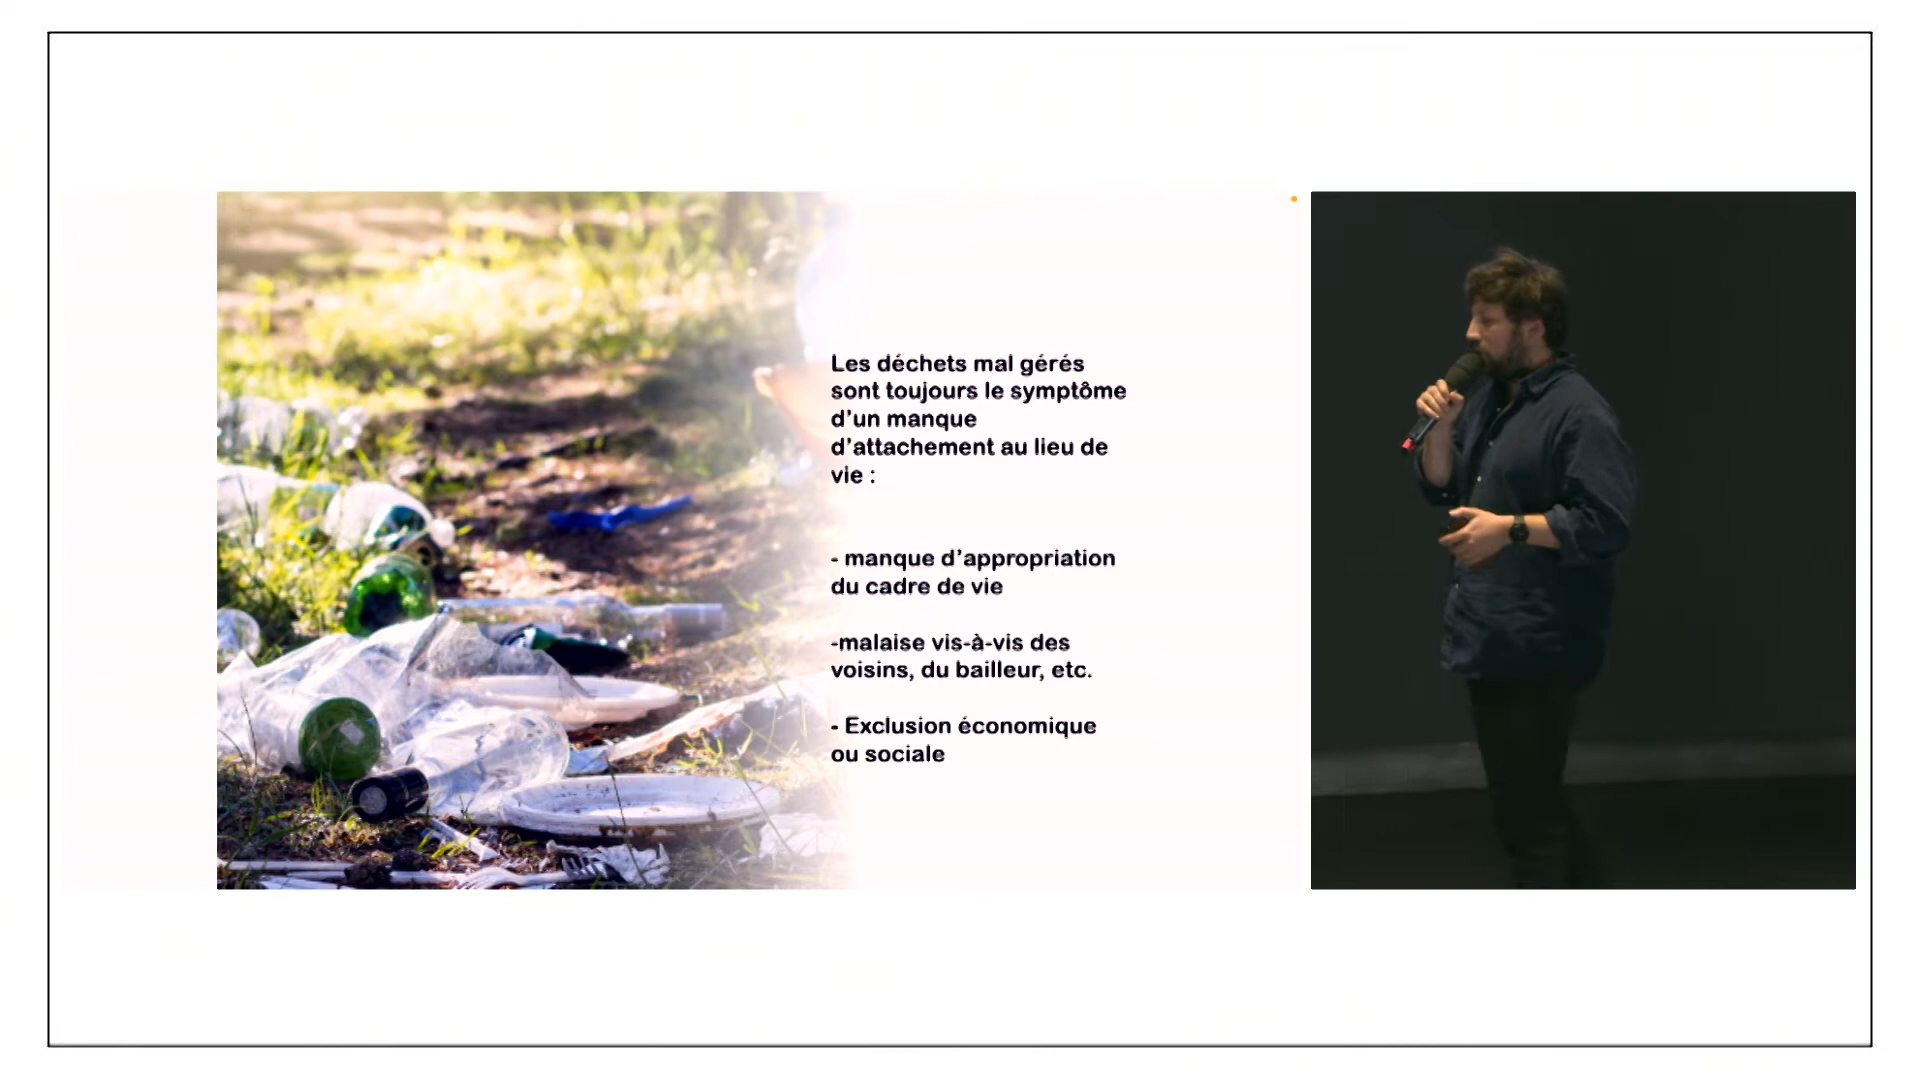 Les déchets mal gérés
sont toujours le symptôme
d’un manque
d’attachement au lieu de
vie :
- manque d’appropriation
du cadre de vie
-malaise vis-à-vis des
voisins, du bailleur, etc.
- Exclusion économique
ou sociale